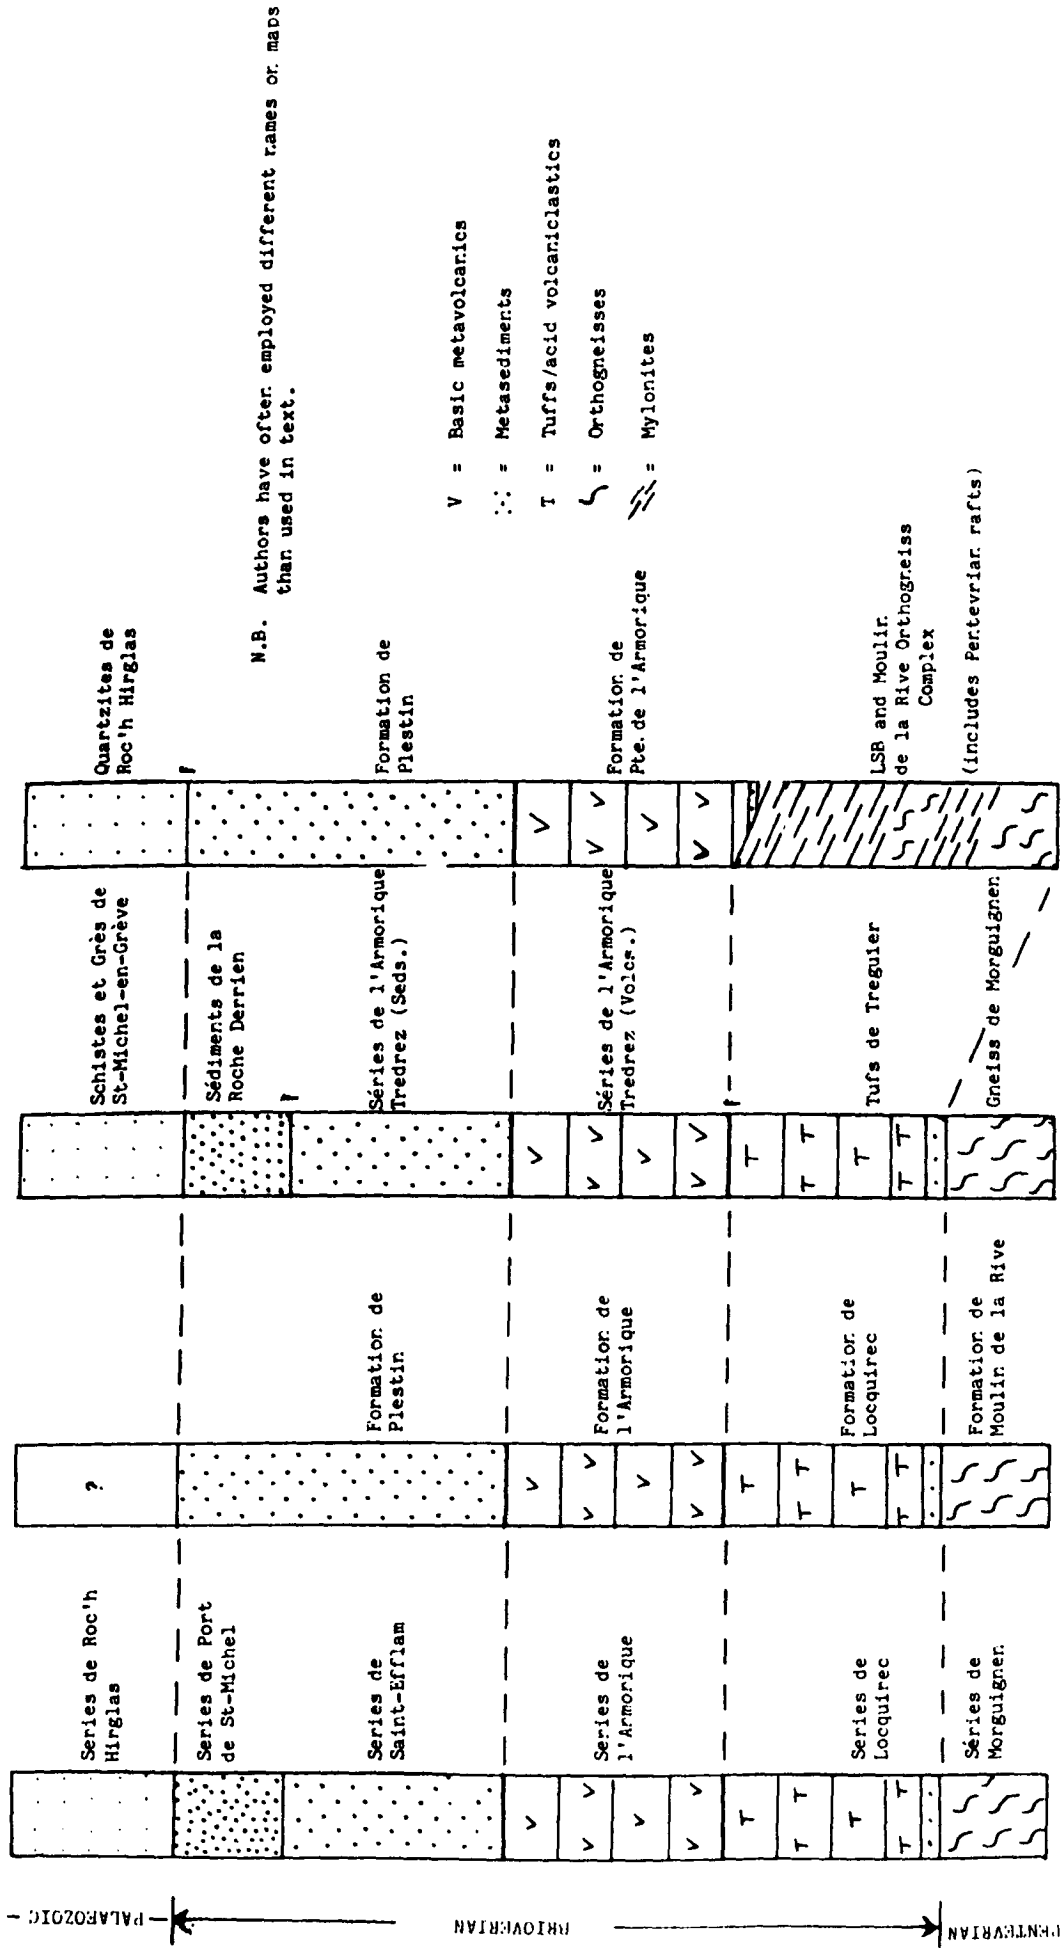 PALAEOZOIC
BRIOVERIAN
PENTEVRIAN
Series de Roc'h
Hirglas
Series de Port
de St-Michel
Series de
Saint-Efflam
Series de
l'Armorique
Series de
Locquirec
Séries de
Morguignen
?
Formation de
Plestin
Formation de
l'Armorique
Formation de
Locquirec
Formation de
Moulin de la Rive
Schistes et Grès de
St-Michel-en-Grève
Sédiments de la
Roche Derrien
Séries de l'Armorique
Tredrez (Seds.)
Séries de l'Armorique
Tredrez (Volcs.)
Tufs de Treguier
Gneiss de Morguignen
Quartzites de
Roc'h Hirglas
Formation de
Plestin
Formation de
Pte. de l'Armorique
LSB and Moulin
de la Rive Orthogneiss
Complex
(includes Pentevrian rafts)
N.B. Authors have often employed different names on maps
than used in text.
V = Basic metavolcanics
= Metasediments
T = Tuffs/acid volcaniclastics
= Orthogneisses
= Mylonites